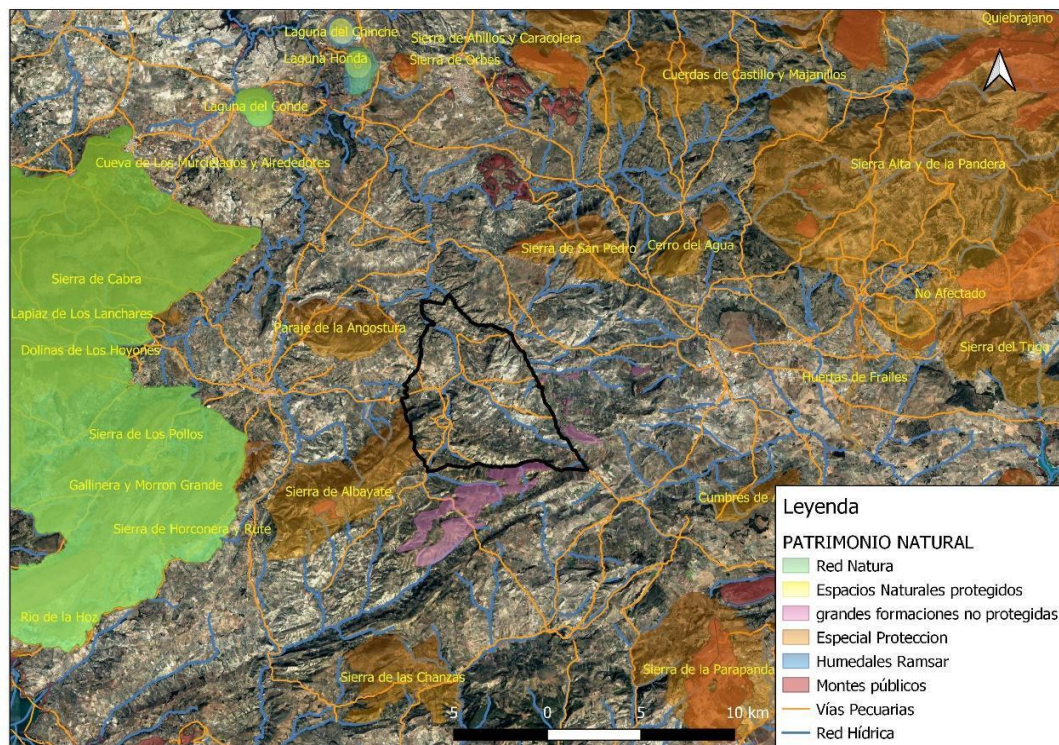 Quiebrajano
Laguna del Chinche
Sierra de Ahillos y Caracolera
Laguna Honda
Sierra de Orbes
Cuerdas de Castillo y Majanillos
Laguna del Conde
Cueva de Los Murciélagos y Alrededores
Sierra Alta y de la Pandera
Sierra de San Pedro
Cerro del Agua
Sierra de Cabra
No Afectado
Lapiaz de Los Lanchares
Paraje de la Angostura
Dolinas de Los Hoyones
Sierra del Trigo
Huertas de Frailes
Sierra de Los Pollos
Gallinera y Morron Grande
Sierra de Albayate
Cumbres de A
Sierra de Horconera y Rute
Rio de la Hoz
Sierra de las Chanzas
Sierra de la Parapanda
-5 0 5 10 km
Leyenda
PATRIMONIO NATURAL
Red Natura
Espacios Naturales protegidos
grandes formaciones no protegidas
Especial Proteccion
Humedales Ramsar
Montes públicos
Vías Pecuarias
Red Hídrica